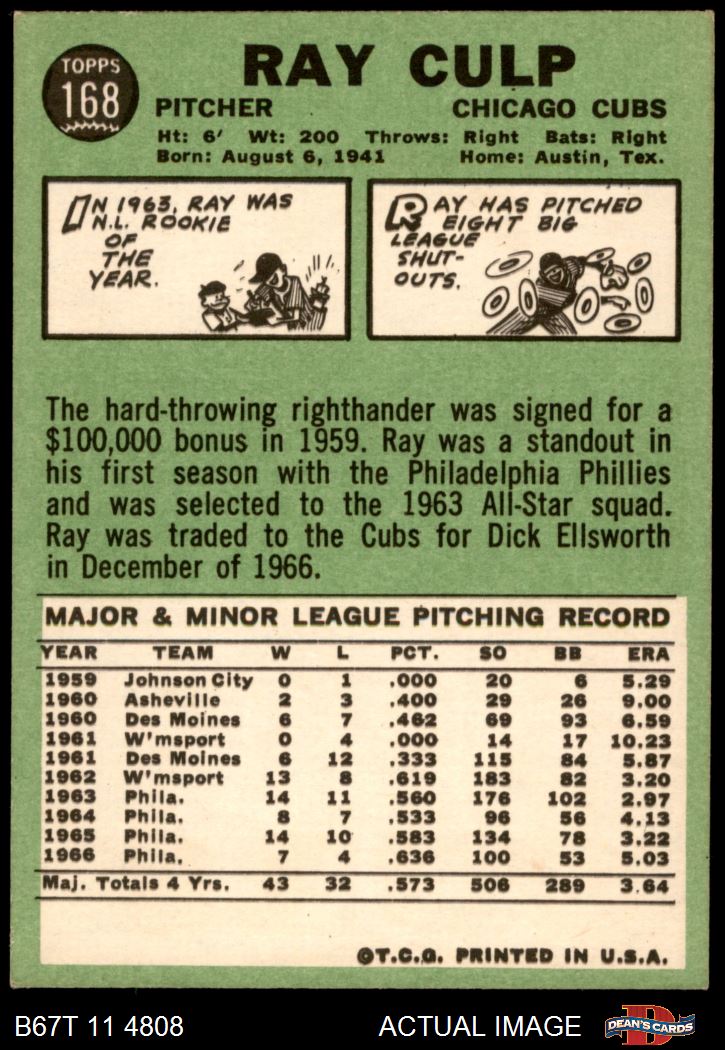 TOPPS
168
RAY CULP
PITCHER CHICAGO CUBS
Ht: 6' Wt: 200 Throws: Right Bats: Right
Born: August 6, 1941 Home: Austin, Tex.
IN 1963, RAY WAS
N.L. ROOKIE
OF
THE
YEAR.
RAY HAS PITCHED
EIGHT BIG
LEAGUE
SHUT-
OUTS.
The hard-throwing righthander was signed for a
$100,000 bonus in 1959. Ray was a standout in
his first season with the Philadelphia Phillies
and was selected to the 1963 All-Star squad.
Ray was traded to the Cubs for Dick Ellsworth
in December of 1966.
MAJOR & MINOR LEAGUE PITCHING RECORD
YEAR TEAM W L PCT. SO BB ERA
1959 Johnson City 0 1 .000 20 6 5.29
1960 Asheville 2 3 .400 29 26 9.00
1960 Des Moines 6 7 .462 69 93 6.59
1961 W'msport 0 4 .000 14 17 10.23
1961 Des Moines 6 12 .333 115 84 5.87
1962 W'msport 13 8 .619 183 82 3.20
1963 Phila. 14 11 .560 176 102 2.97
1964 Phila. 8 7 .533 96 56 4.13
1965 Phila. 14 10 .583 134 78 3.22
1966 Phila. 7 4 .636 100 53 5.03
Maj. Totals 4 Yrs. 43 32 .573 506 289 3.64
©T.C.G. PRINTED IN U.S.A.
B67T 11 4808 ACTUAL IMAGE
D
DEAN'S CARDS